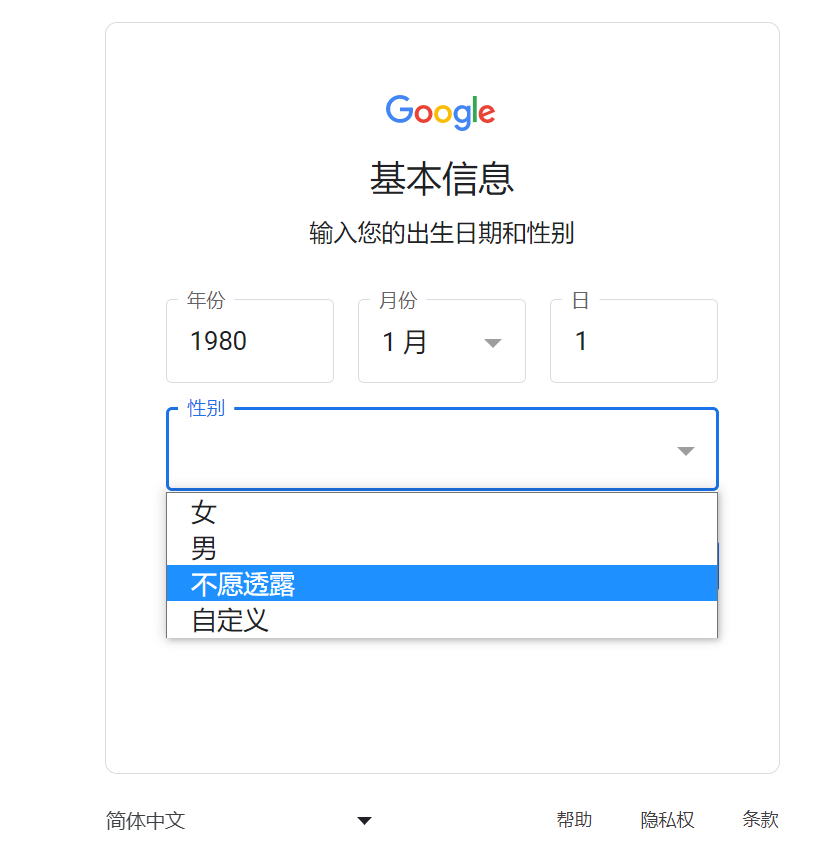 Google
基本信息
输入您的出生日期和性别
年份 月份 日
1980 1 月 1
性别
女
男
不愿透露
自定义
简体中文 帮助 隐私权 条款